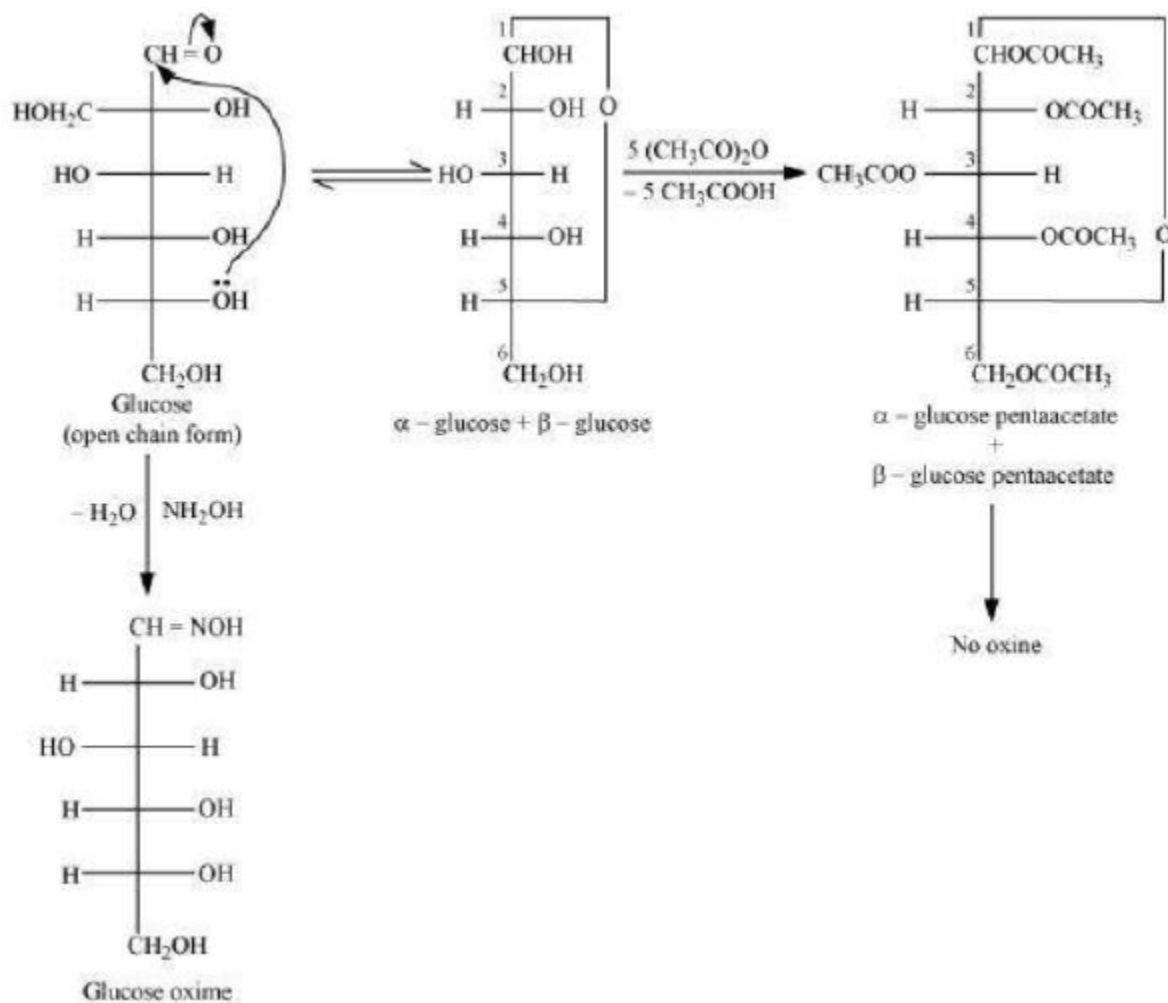 CH = O
HOH₂C OH
HO H
H OH
H ÖH
CH₂OH
Glucose
(open chain form)
– H₂O NH₂OH
CH = NOH
H OH
HO H
H OH
H OH
CH₂OH
Glucose oxime
1
CHOH
2
H OH O
3
HO H
4
H OH
5
H
6
CH₂OH
α – glucose + β – glucose
5 (CH₃CO)₂O
– 5 CH₃COOH
1
CHOCOCH₃
2
H OCOCH₃
3
CH₃COO H
4
H OCOCH₃ O
5
H
6
CH₂OCOCH₃
α – glucose pentaacetate
+
β – glucose pentaacetate
No oxine